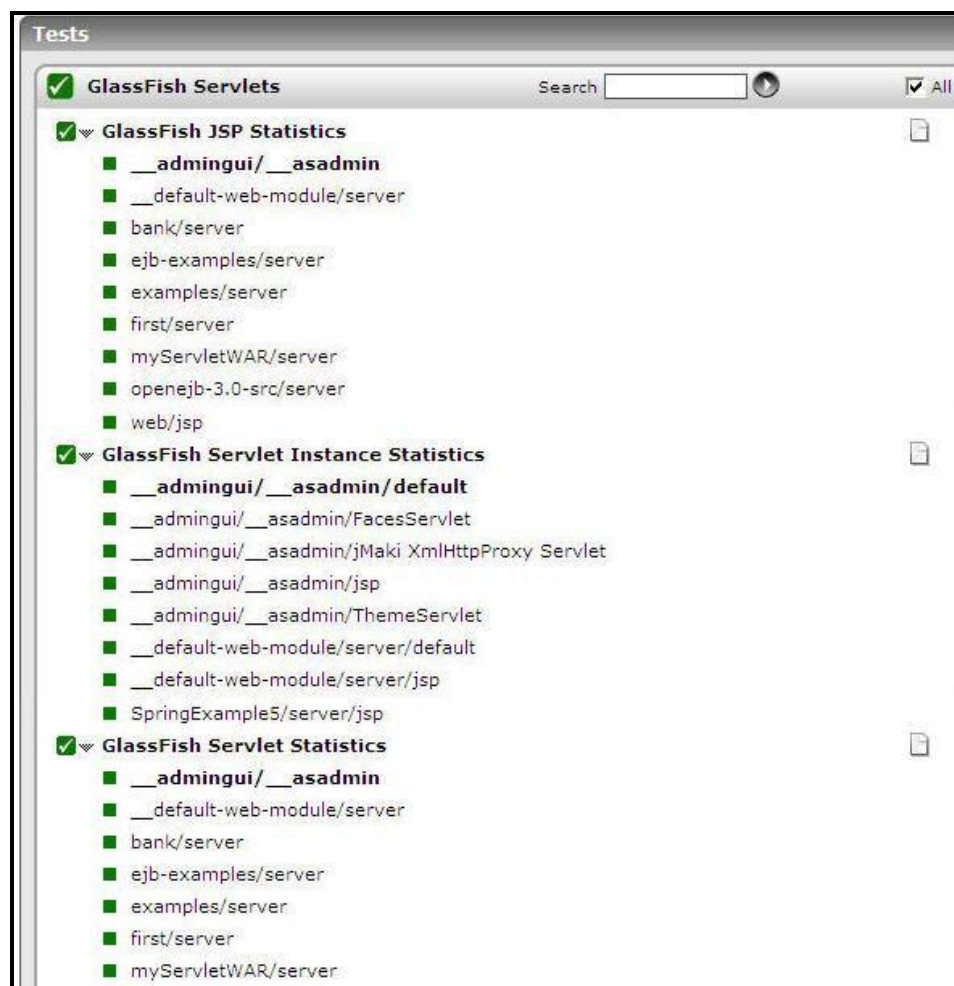 Tests
GlassFish Servlets Search All
GlassFish JSP Statistics
__admingui/__asadmin
__default-web-module/server
bank/server
ejb-examples/server
examples/server
first/server
myServletWAR/server
openejb-3.0-src/server
web/jsp
GlassFish Servlet Instance Statistics
__admingui/__asadmin/default
__admingui/__asadmin/FacesServlet
__admingui/__asadmin/jMaki XmlHttpProxy Servlet
__admingui/__asadmin/jsp
__admingui/__asadmin/ThemeServlet
__default-web-module/server/default
__default-web-module/server/jsp
SpringExample5/server/jsp
GlassFish Servlet Statistics
__admingui/__asadmin
__default-web-module/server
bank/server
ejb-examples/server
examples/server
first/server
myServletWAR/server